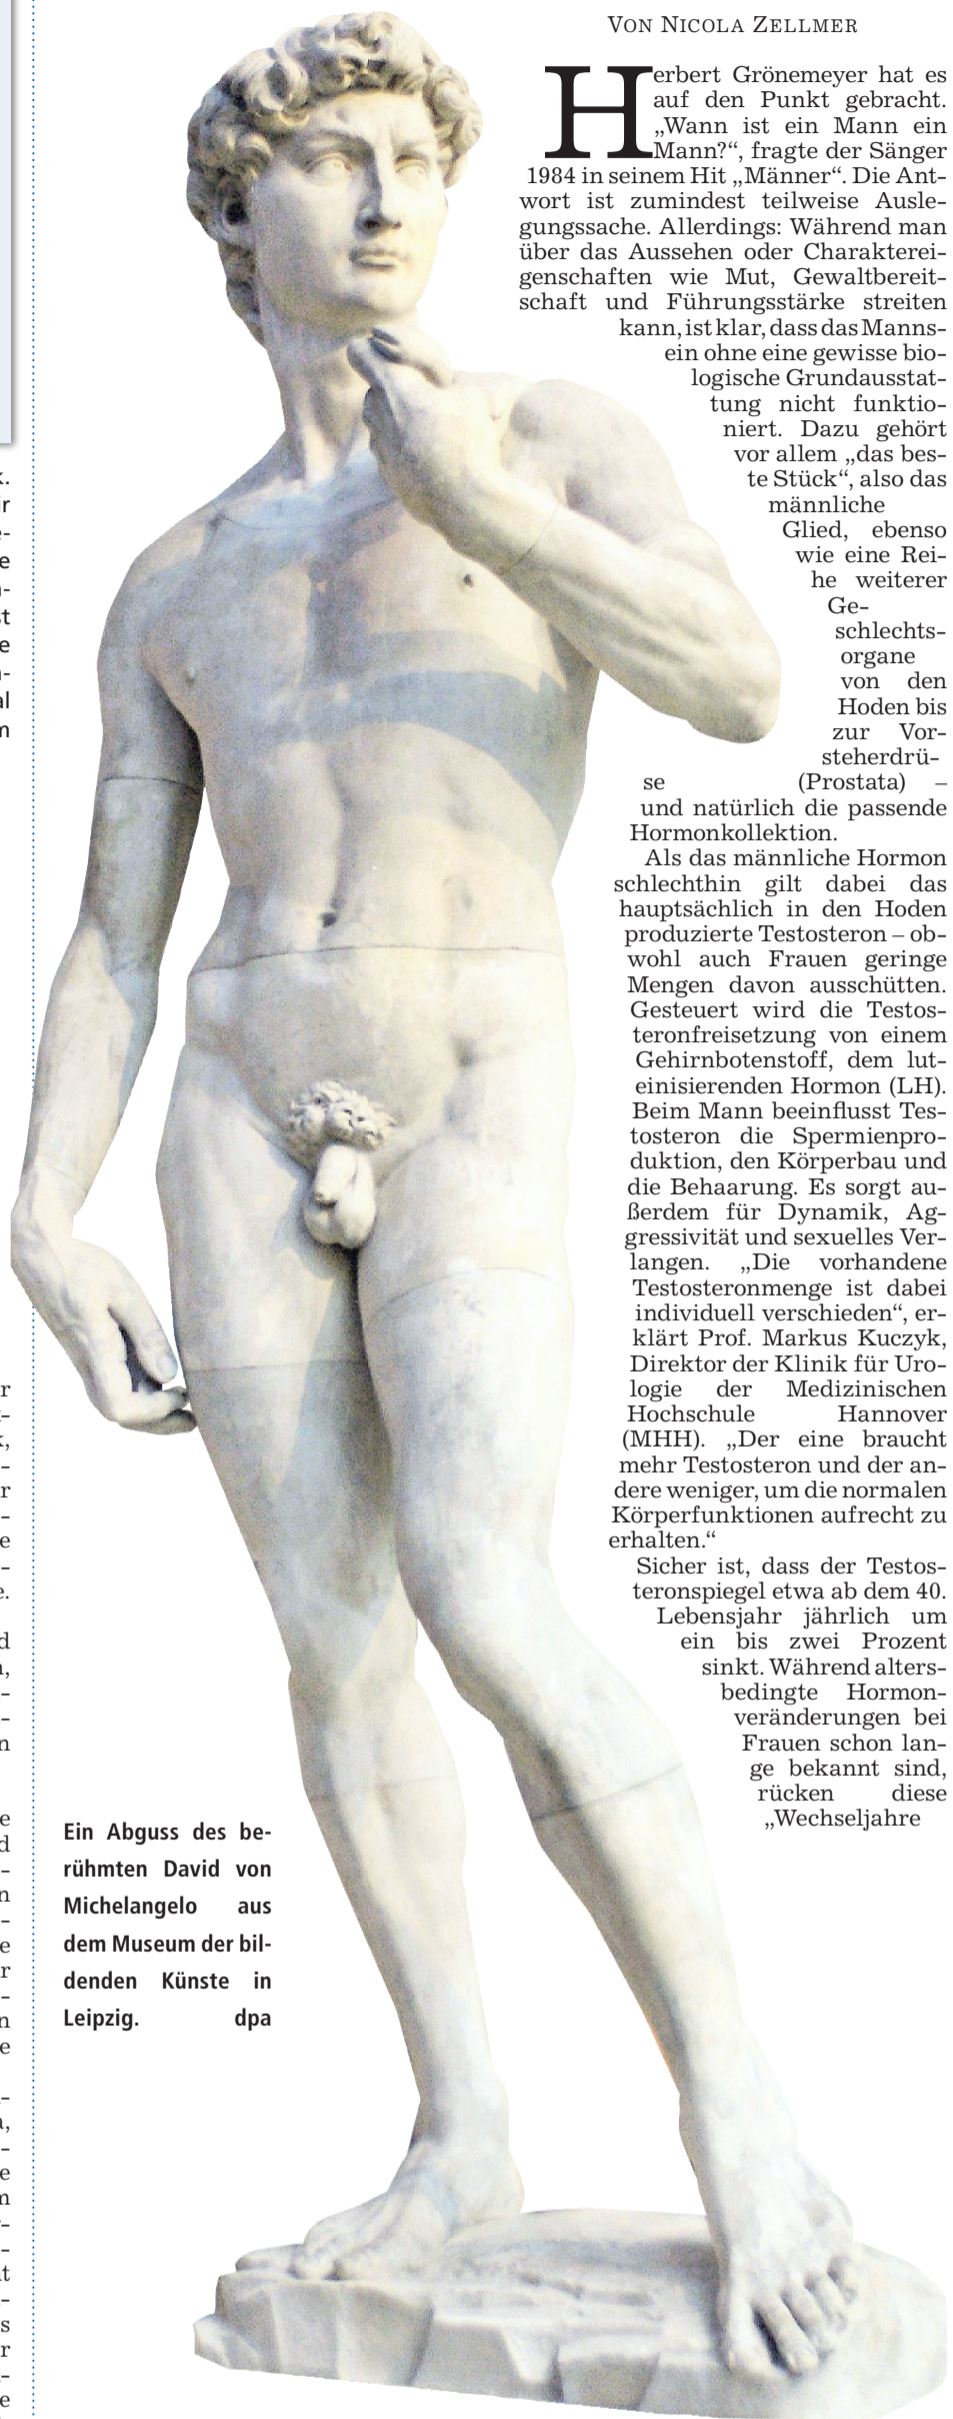 VON NICOLA ZELLMER
Herbert Grönemeyer hat es
auf den Punkt gebracht.
„Wann ist ein Mann ein
Mann?“, fragte der Sänger
1984 in seinem Hit „Männer“. Die Ant-
wort ist zumindest teilweise Ausle-
gungssache. Allerdings: Während man
über das Aussehen oder Charakterei-
genschaften wie Mut, Gewaltbereit-
schaft und Führungsstärke streiten
kann, ist klar, dass das Manns-
ein ohne eine gewisse bio-
logische Grundausstat-
tung nicht funktio-
niert. Dazu gehört
vor allem „das bes-
te Stück“, also das
männliche
Glied, ebenso
wie eine Rei-
he weiterer
Ge-
schlechts-
organe
von den
Hoden bis
zur Vor-
steherdrü-
se (Prostata) –
und natürlich die passende
Hormonkollektion.
Als das männliche Hormon
schlechthin gilt dabei das
hauptsächlich in den Hoden
produzierte Testosteron – ob-
wohl auch Frauen geringe
Mengen davon ausschütten.
Gesteuert wird die Testos-
teronfreisetzung von einem
Gehirnbotenstoff, dem lut-
einisierenden Hormon (LH).
Beim Mann beeinflusst Tes-
tosteron die Spermienpro-
duktion, den Körperbau und
die Behaarung. Es sorgt au-
ßerdem für Dynamik, Ag-
gressivität und sexuelles Ver-
langen. „Die vorhandene
Testosteronmenge ist dabei
individuell verschieden“, er-
klärt Prof. Markus Kuczyk,
Direktor der Klinik für Uro-
logie der Medizinischen
Hochschule Hannover
(MHH). „Der eine braucht
mehr Testosteron und der an-
dere weniger, um die normalen
Körperfunktionen aufrecht zu
erhalten.“
Sicher ist, dass der Testos-
teronspiegel etwa ab dem 40.
Lebensjahr jährlich um
ein bis zwei Prozent
sinkt. Während alters-
bedingte Hormon-
veränderungen bei
Frauen schon lan-
ge bekannt sind,
rücken diese
„Wechseljahre
Ein Abguss des be-
rühmten David von
Michelangelo aus
dem Museum der bil-
denden Künste in
Leipzig. dpa